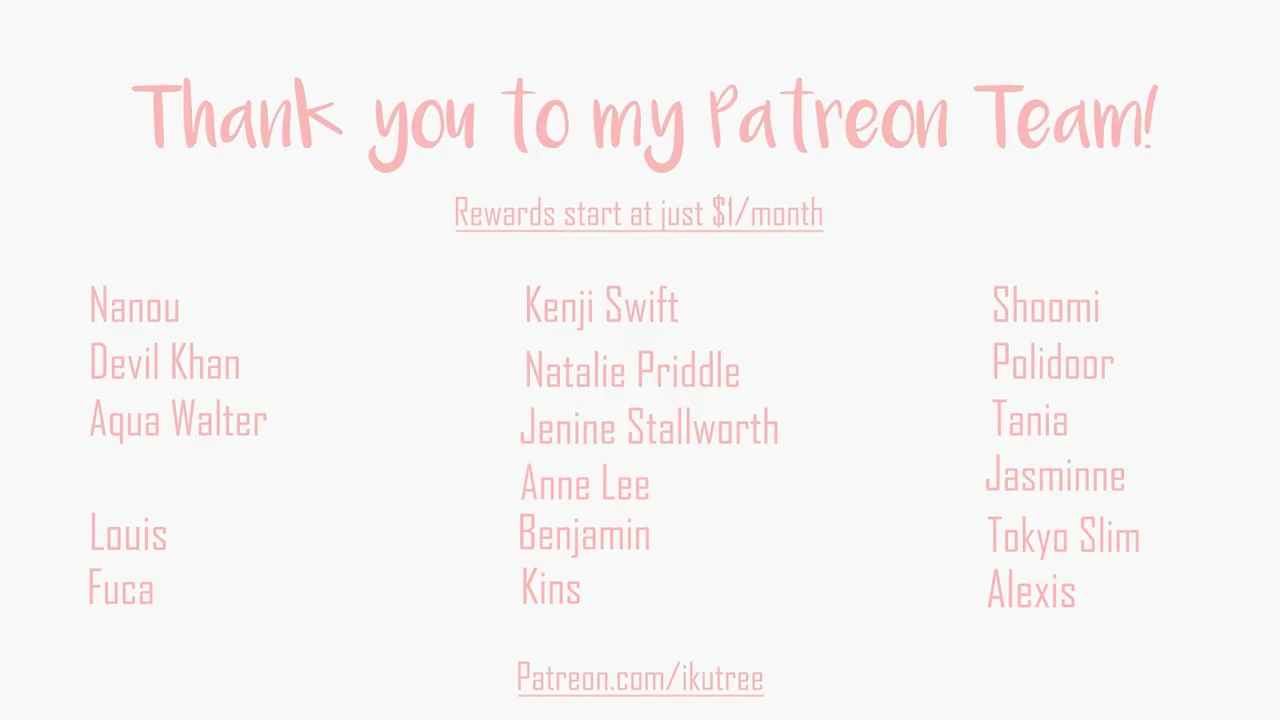 Thank you to my Patreon Team!
Rewards start at just $1/month
Nanou
Devil Khan
Aqua Walter
Louis
Fuca
Kenji Swift
Natalie Priddle
Jenine Stallworth
Anne Lee
Benjamin
Kins
Shoomi
Polidoor
Tania
Jasminne
Tokyo Slim
Alexis
Patreon.com/ikutree